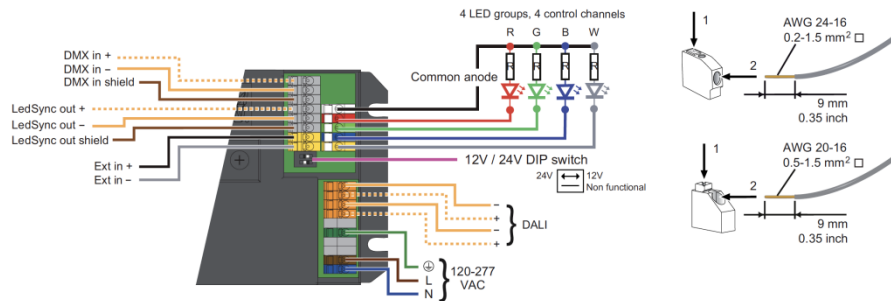 4 LED groups, 4 control channels
R G B W
DMX in +
DMX in −
DMX in shield
LedSync out +
LedSync out −
LedSync out shield
Ext in +
Ext in −
Common anode
R R R R
12V / 24V DIP switch
24V 12V
Non functional
−
+
−
+
DALI
L
N
120-277
VAC
1
2
AWG 24-16
0.2-1.5 mm²
9 mm
0.35 inch
1
2
AWG 20-16
0.5-1.5 mm²
9 mm
0.35 inch